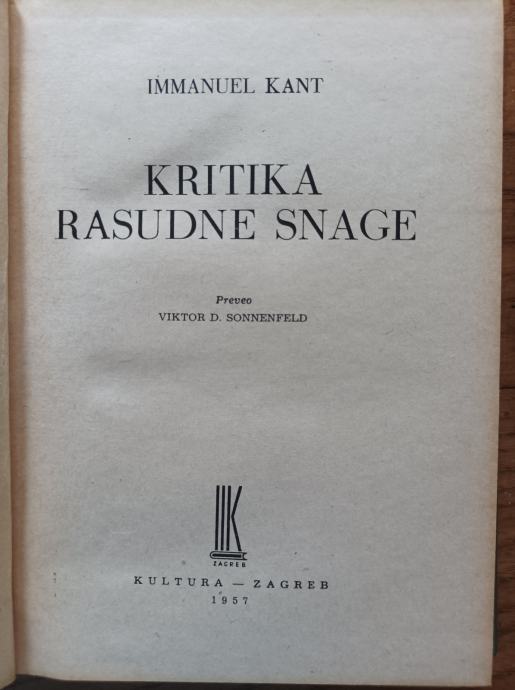 IMMANUEL KANT
KRITIKA
RASUDNE SNAGE
Preveo
VIKTOR D. SONNENFELD
K
ZAGREB
KULTURA — ZAGREB
1957